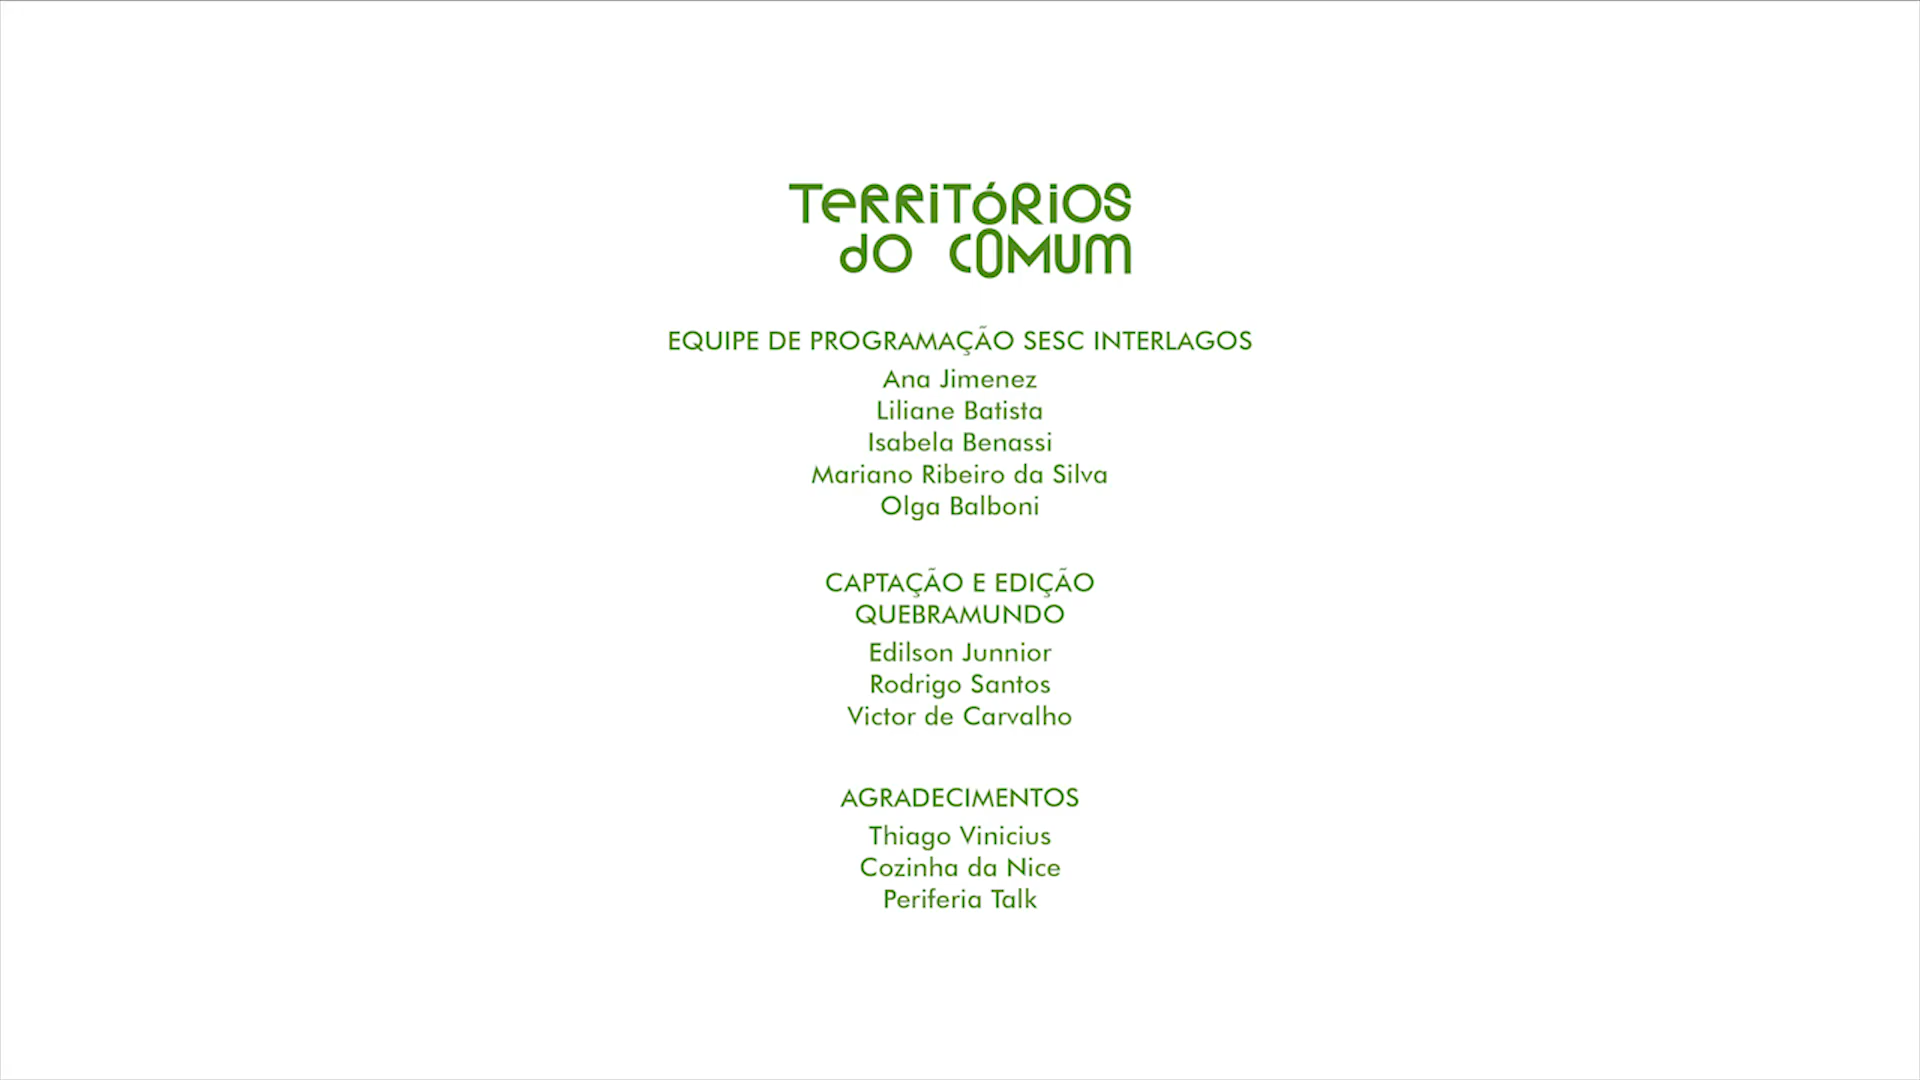 TeRRiTÓRiOS
dO COMUM
EQUIPE DE PROGRAMAÇÃO SESC INTERLAGOS
Ana Jimenez
Liliane Batista
Isabela Benassi
Mariano Ribeiro da Silva
Olga Balboni
CAPTAÇÃO E EDIÇÃO
QUEBRAMUNDO
Edilson Junnior
Rodrigo Santos
Victor de Carvalho
AGRADECIMENTOS
Thiago Vinicius
Cozinha da Nice
Periferia Talk